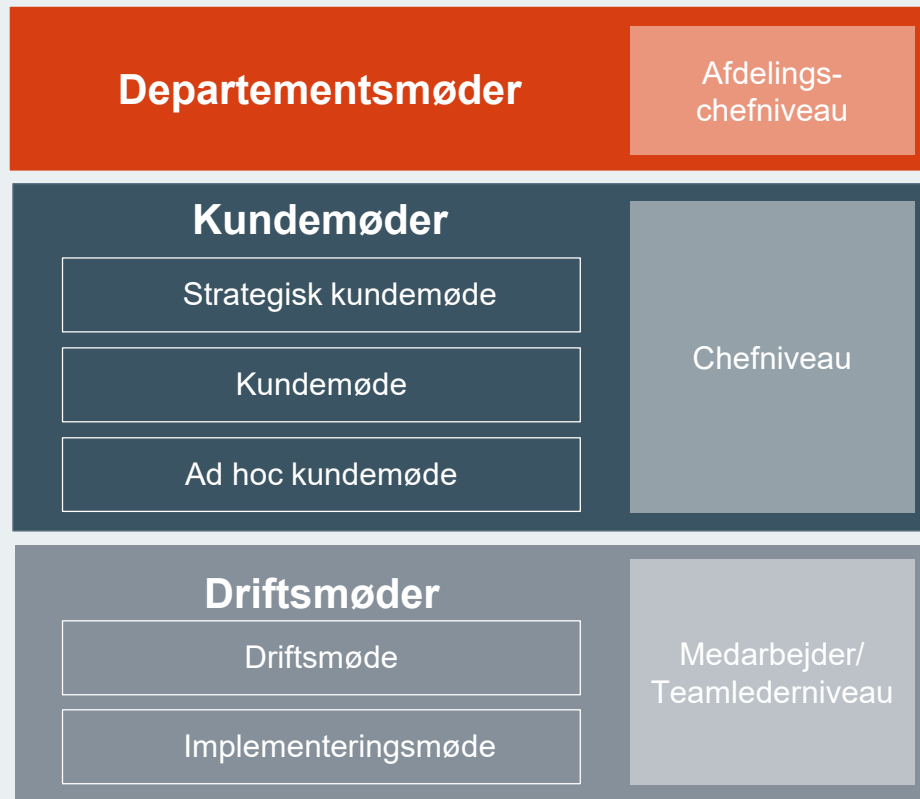 Departementsmøder
Afdelings-
chefniveau
Kundemøder
Strategisk kundemøde
Kundemøde
Ad hoc kundemøde
Chefniveau
Driftsmøder
Driftsmøde
Implementeringsmøde
Medarbejder/
Teamlederniveau